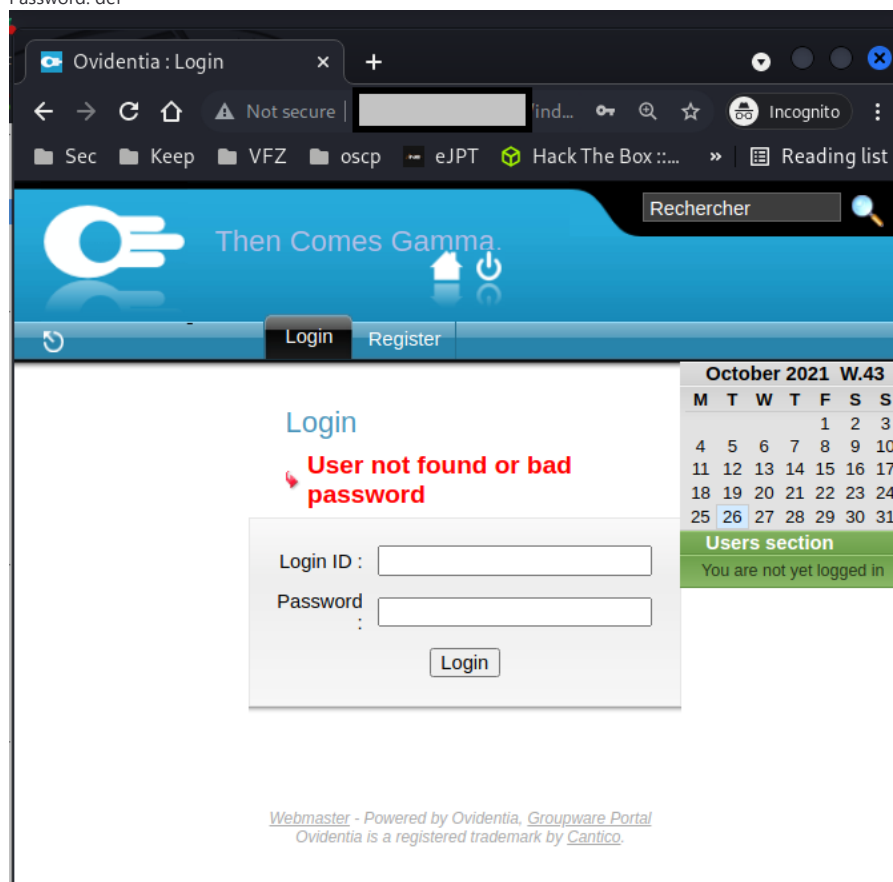 Password: def
Ovidentia : Login
Not secure | /ind... Incognito
Sec Keep VFZ oscp eJPT Hack The Box ::... » Reading list
Rechercher
Then Comes Gamma.
Login Register
October 2021 W.43
M T W T F S S
1 2 3
4 5 6 7 8 9 10
11 12 13 14 15 16 17
18 19 20 21 22 23 24
25 26 27 28 29 30 31
Login
User not found or bad
password
Users section
You are not yet logged in
Login ID :
Password
:
Login
Webmaster - Powered by Ovidentia, Groupware Portal
Ovidentia is a registered trademark by Cantico.